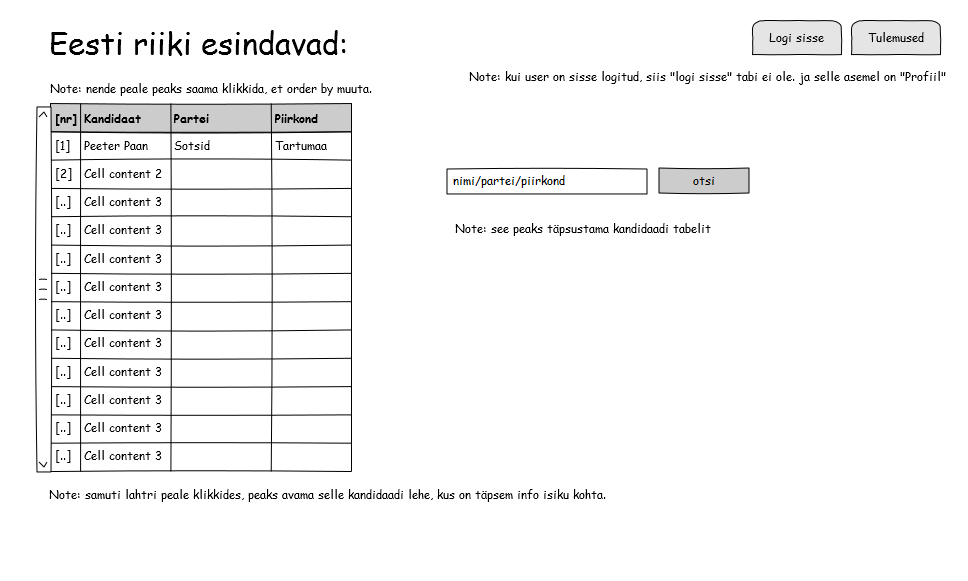 Eesti riiki esindavad:
Logi sisse
Tulemused
Note: kui user on sisse logitud, siis "logi sisse" tabi ei ole. ja selle asemel on "Profiil"
Note: nende peale peaks saama klikkida, et order by muuta.
[nr] Kandidaat Partei Piirkond
[1] Peeter Paan Sotsid Tartumaa
[2] Cell content 2
[..] Cell content 3
[..] Cell content 3
[..] Cell content 3
[..] Cell content 3
[..] Cell content 3
[..] Cell content 3
[..] Cell content 3
[..] Cell content 3
[..] Cell content 3
[..] Cell content 3
nimi/partei/piirkond
otsi
Note: see peaks täpsustama kandidaadi tabelit
Note: samuti lahtri peale klikkides, peaks avama selle kandidaadi lehe, kus on täpsem info isiku kohta.